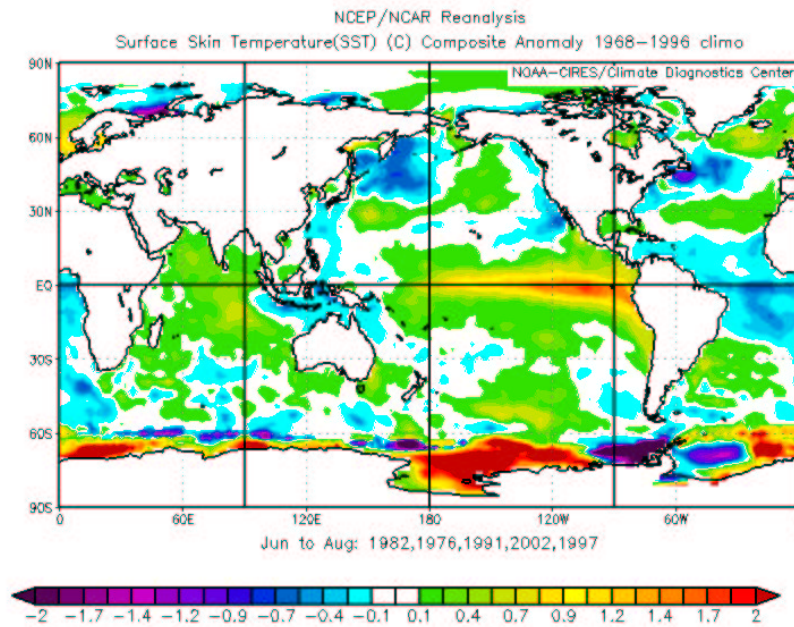 NCEP/NCAR Reanalysis
Surface Skin Temperature(SST) (C) Composite Anomaly 1968-1996 climo
NOAA-CIRES/Climate Diagnostics Center
90N
60N
30N
EQ
30S
60S
90S
0 60E 120E 180 120W 60W
Jun to Aug: 1982,1976,1991,2002,1997
-2 -1.7 -1.4 -1.2 -0.9 -0.7 -0.4 -0.1 0.1 0.4 0.7 0.9 1.2 1.4 1.7 2